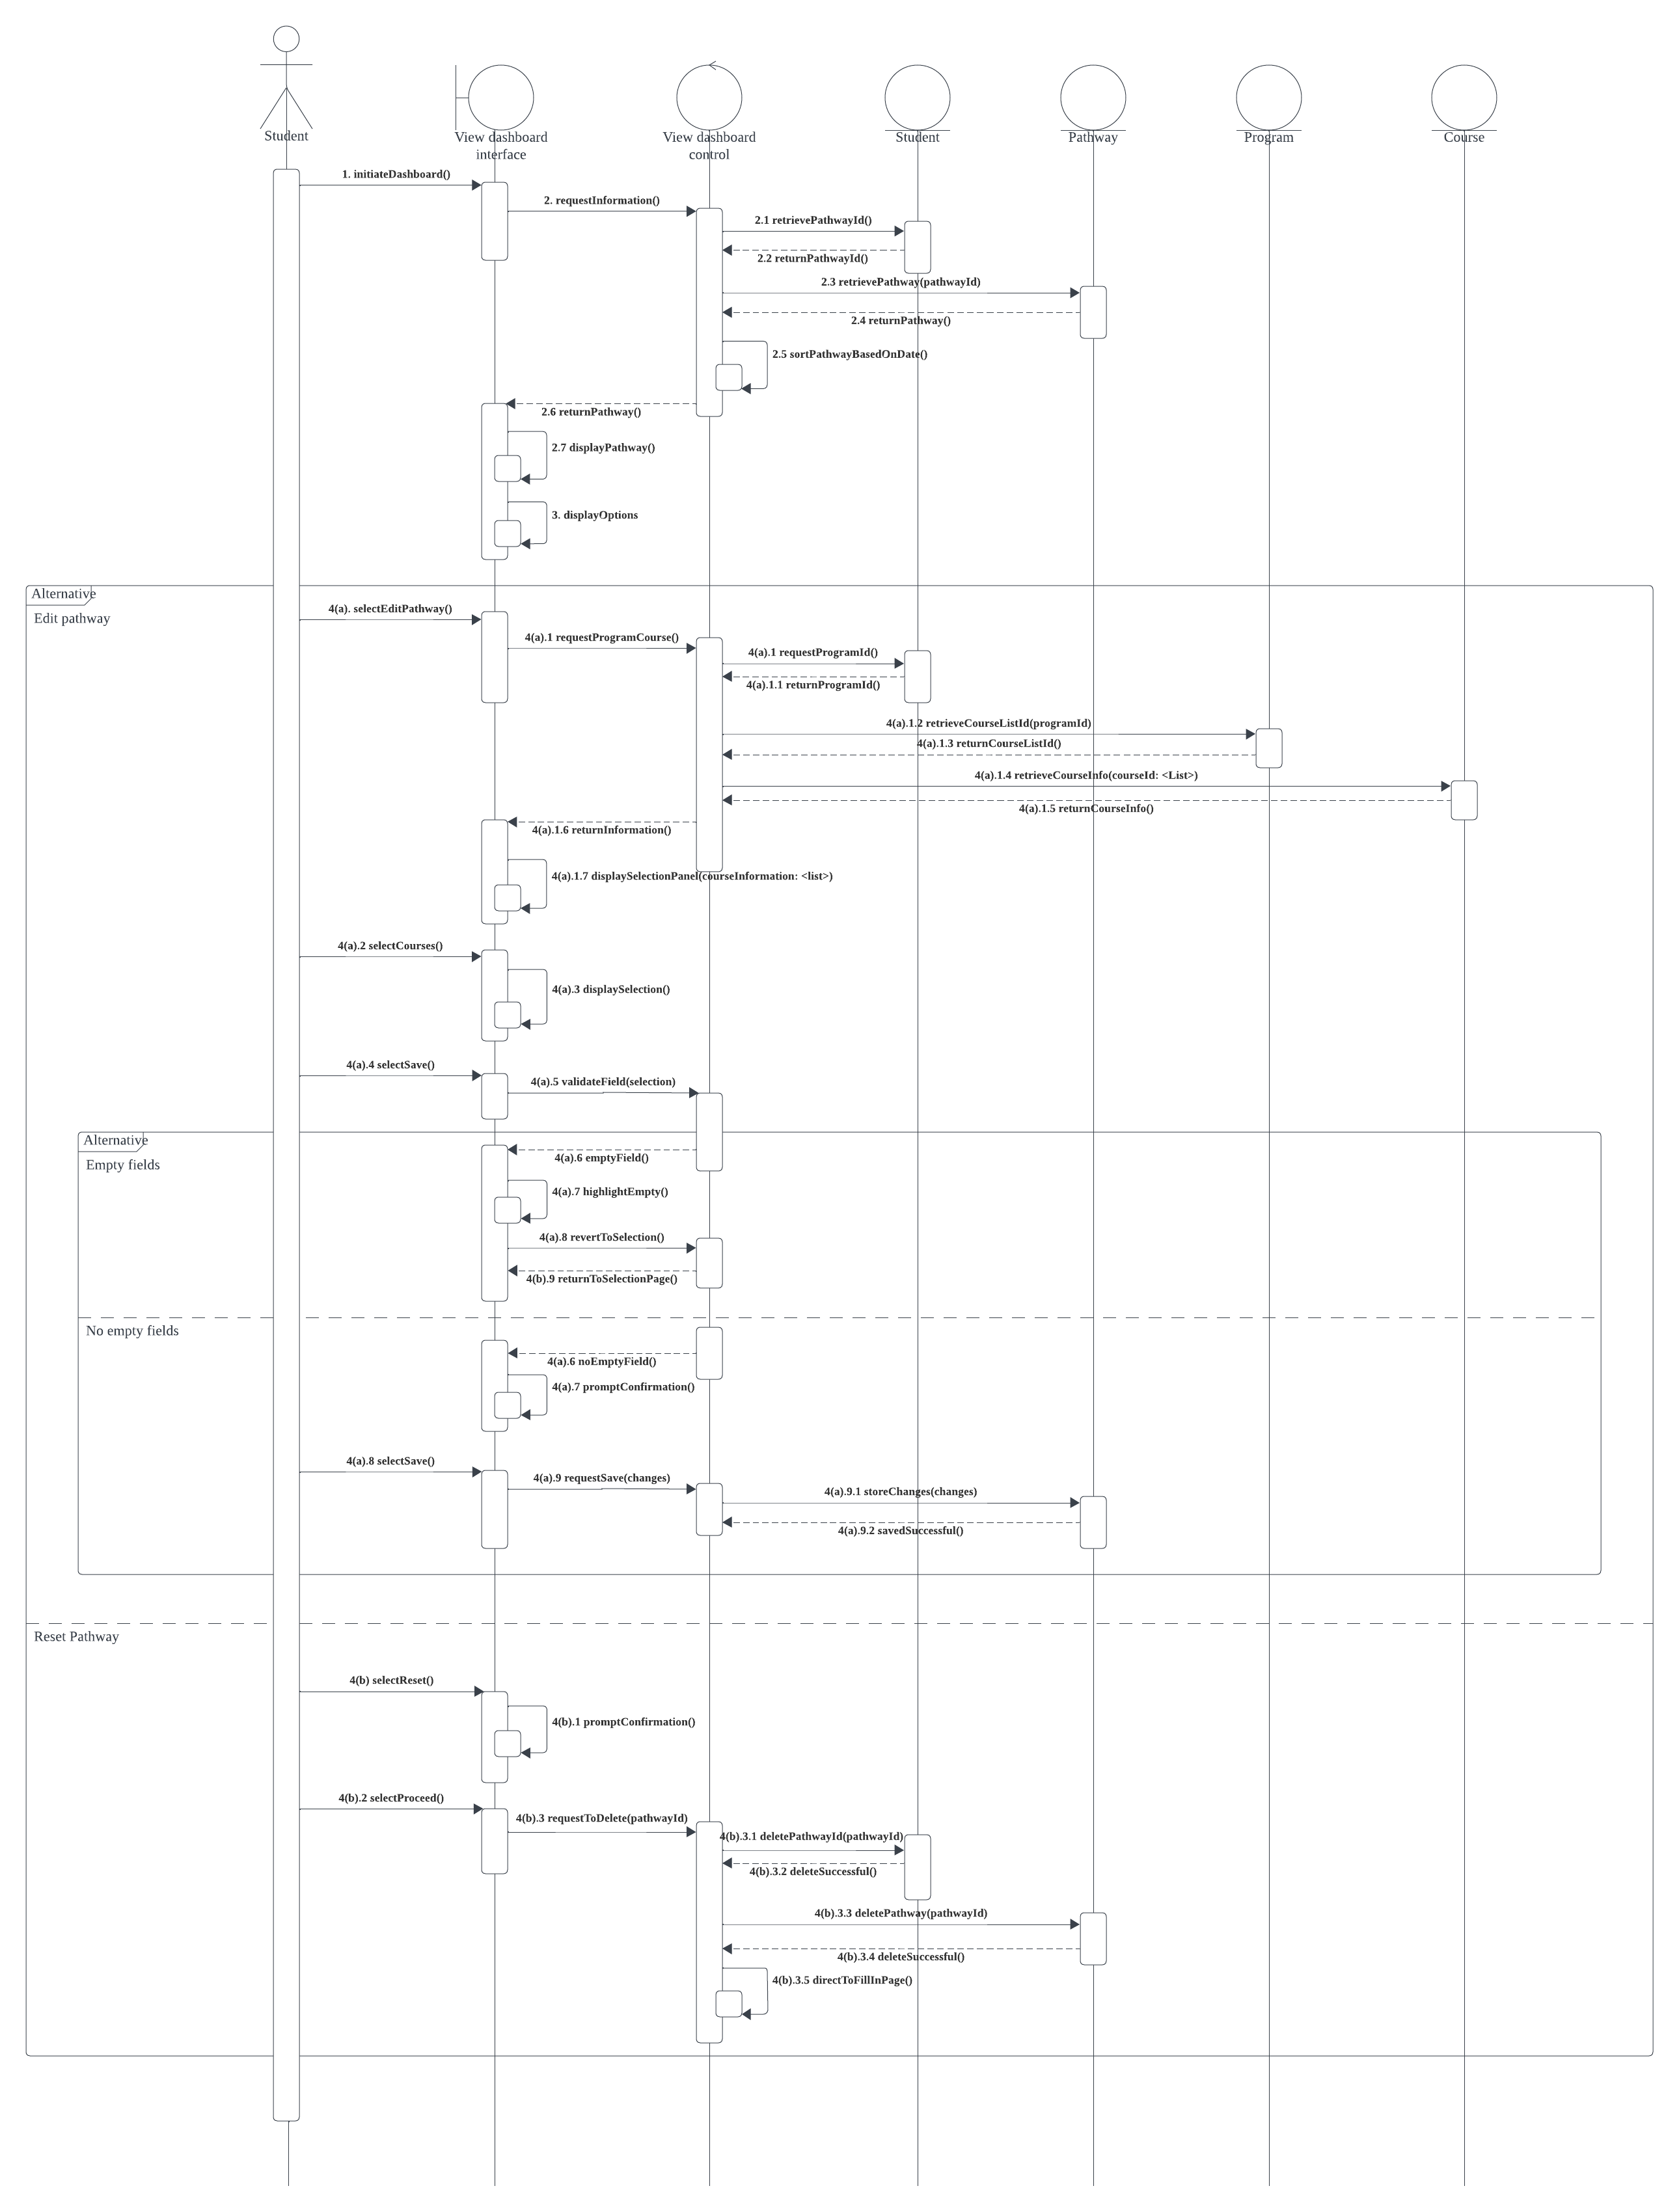 Student
View dashboard
interface
View dashboard
control
Student
Pathway
Program
Course
1. initiateDashboard()
2. requestInformation()
2.1 retrievePathwayId()
2.2 returnPathwayId()
2.3 retrievePathway(pathwayId)
2.4 returnPathway()
2.5 sortPathwayBasedOnDate()
2.6 returnPathway()
2.7 displayPathway()
3. displayOptions
Alternative
Edit pathway
4(a). selectEditPathway()
4(a).1 requestProgramCourse()
4(a).1 requestProgramId()
4(a).1.1 returnProgramId()
4(a).1.2 retrieveCourseListId(programId)
4(a).1.3 returnCourseListId()
4(a).1.4 retrieveCourseInfo(courseId: <List>)
4(a).1.5 returnCourseInfo()
4(a).1.6 returnInformation()
4(a).1.7 displaySelectionPanel(courseInformation: <list>)
4(a).2 selectCourses()
4(a).3 displaySelection()
4(a).4 selectSave()
4(a).5 validateField(selection)
Alternative
Empty fields
4(a).6 emptyField()
4(a).7 highlightEmpty()
4(a).8 revertToSelection()
4(b).9 returnToSelectionPage()
No empty fields
4(a).6 noEmptyField()
4(a).7 promptConfirmation()
4(a).8 selectSave()
4(a).9 requestSave(changes)
4(a).9.1 storeChanges(changes)
4(a).9.2 savedSuccessful()
Reset Pathway
4(b) selectReset()
4(b).1 promptConfirmation()
4(b).2 selectProceed()
4(b).3 requestToDelete(pathwayId)
4(b).3.1 deletePathwayId(pathwayId)
4(b).3.2 deleteSuccessful()
4(b).3.3 deletePathway(pathwayId)
4(b).3.4 deleteSuccessful()
4(b).3.5 directToFillInPage()